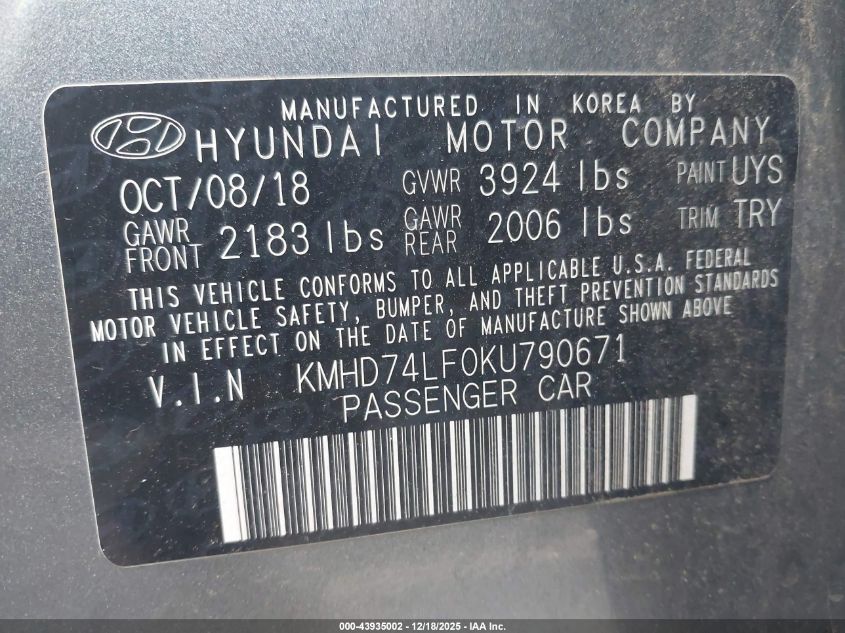 MANUFACTURED IN KOREA BY
HYUNDAI MOTOR COMPANY
OCT/08/18 GVWR 3924 lbs PAINT UYS
GAWR FRONT 2183 lbs GAWR REAR 2006 lbs TRIM TRY
THIS VEHICLE CONFORMS TO ALL APPLICABLE U.S.A. FEDERAL
MOTOR VEHICLE SAFETY, BUMPER, AND THEFT PREVENTION STANDARDS
IN EFFECT ON THE DATE OF MANUFACTURE SHOWN ABOVE
V.I.N KMHD74LF0KU790671
PASSENGER CAR
000-43935002 - 12/18/2025 - IAA Inc.